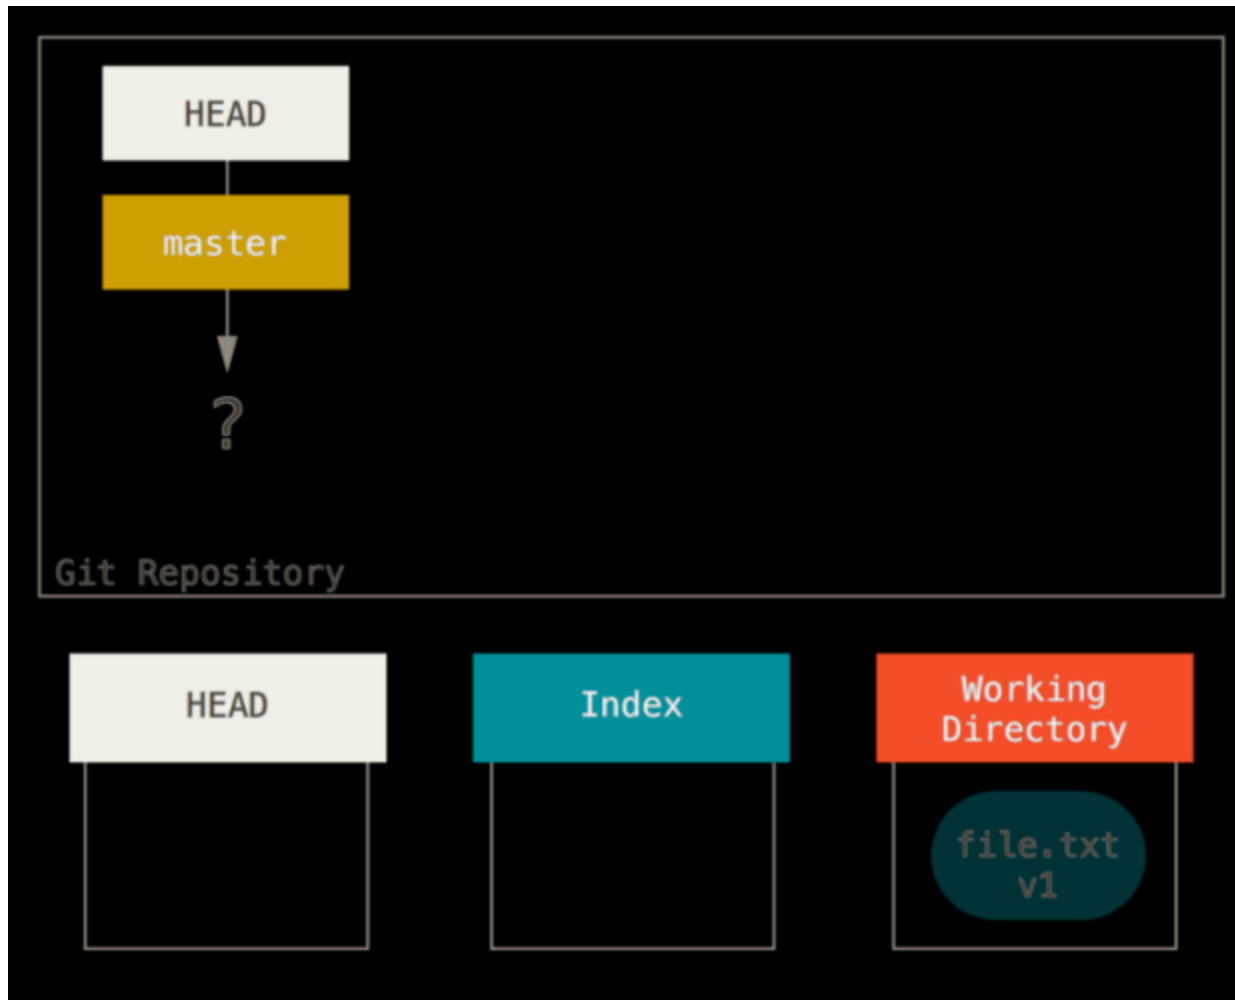 HEAD
master
?
Git Repository
HEAD
Index
Working
Directory
file.txt
v1